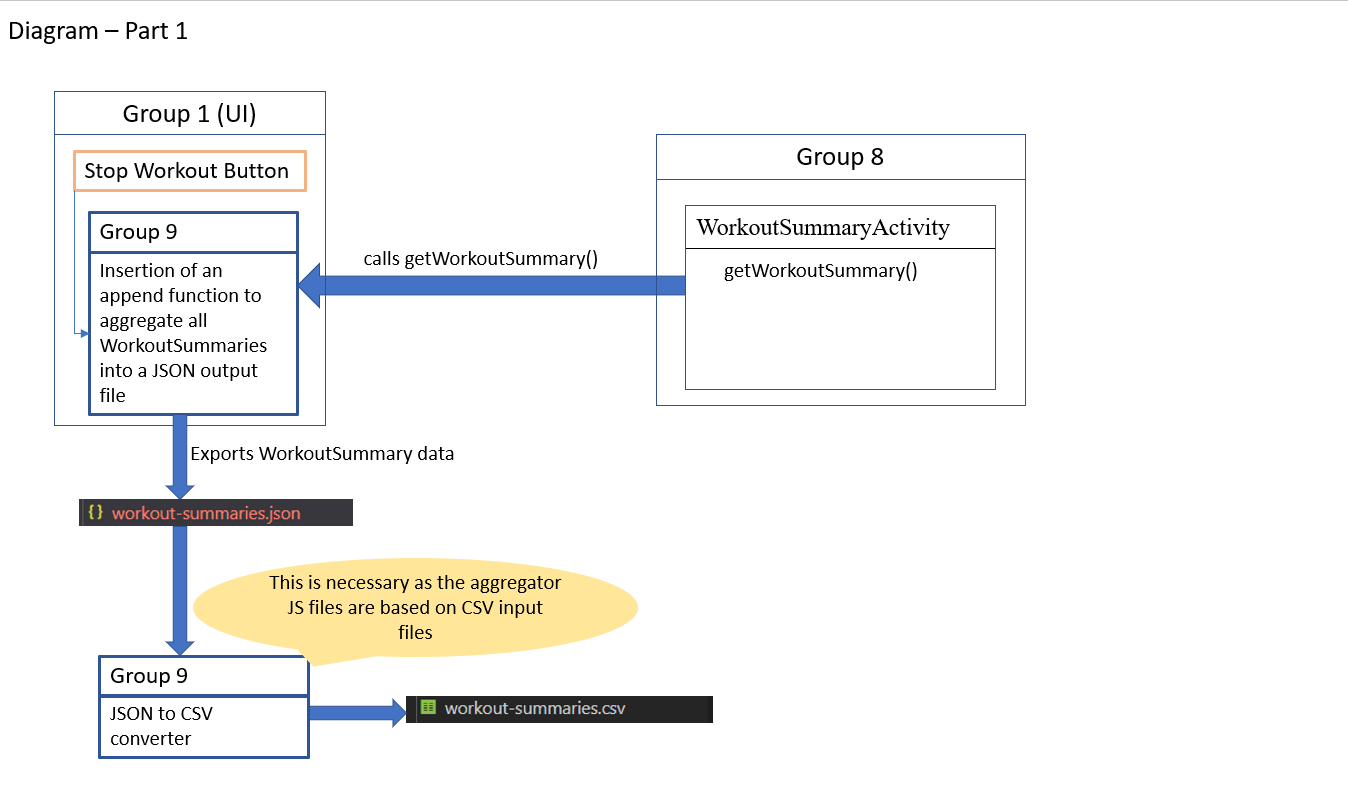 Diagram – Part 1
Group 1 (UI)
Stop Workout Button
Group 9
Insertion of an
append function to
aggregate all
WorkoutSummaries
into a JSON output
file
calls getWorkoutSummary()
Group 8
WorkoutSummaryActivity
getWorkoutSummary()
Exports WorkoutSummary data
{} workout-summaries.json
This is necessary as the aggregator
JS files are based on CSV input
files
Group 9
JSON to CSV
converter
workout-summaries.csv